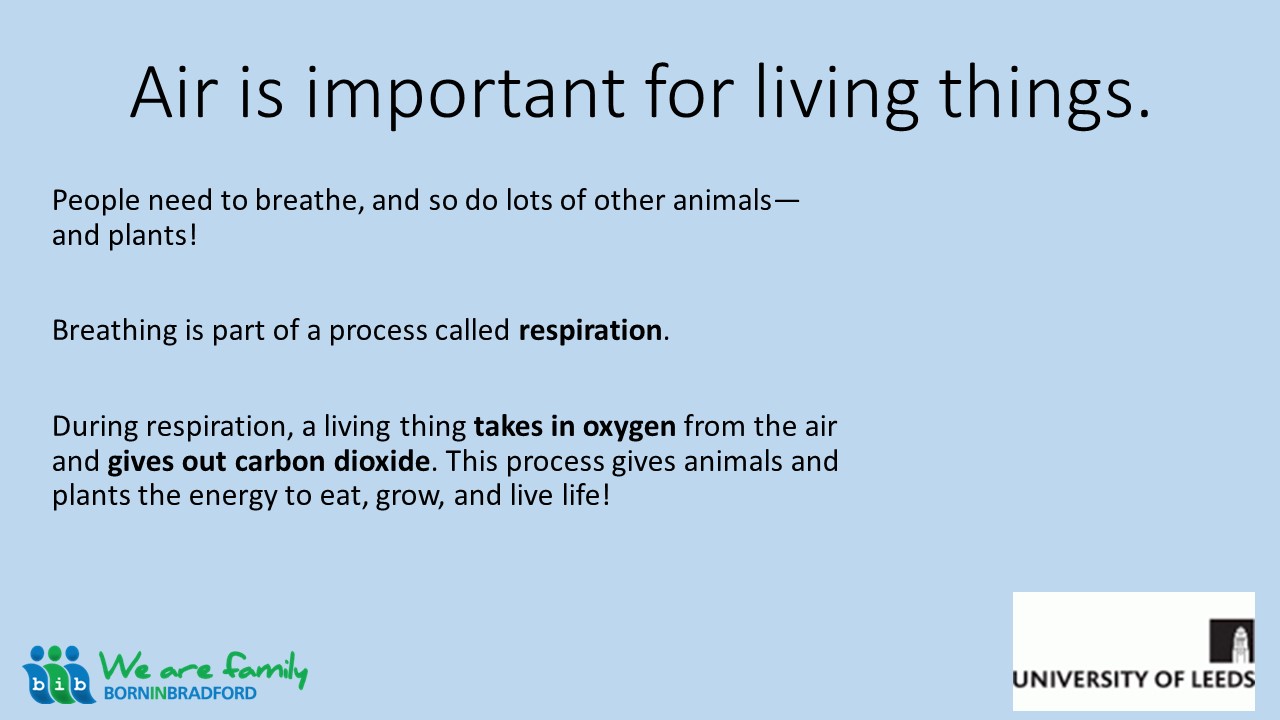 Air is important for living things.
People need to breathe, and so do lots of other animals—
and plants!
Breathing is part of a process called respiration.
During respiration, a living thing takes in oxygen from the air
and gives out carbon dioxide. This process gives animals and
plants the energy to eat, grow, and live life!
bib
We are family
BORNINBRADFORD
UNIVERSITY OF LEEDS